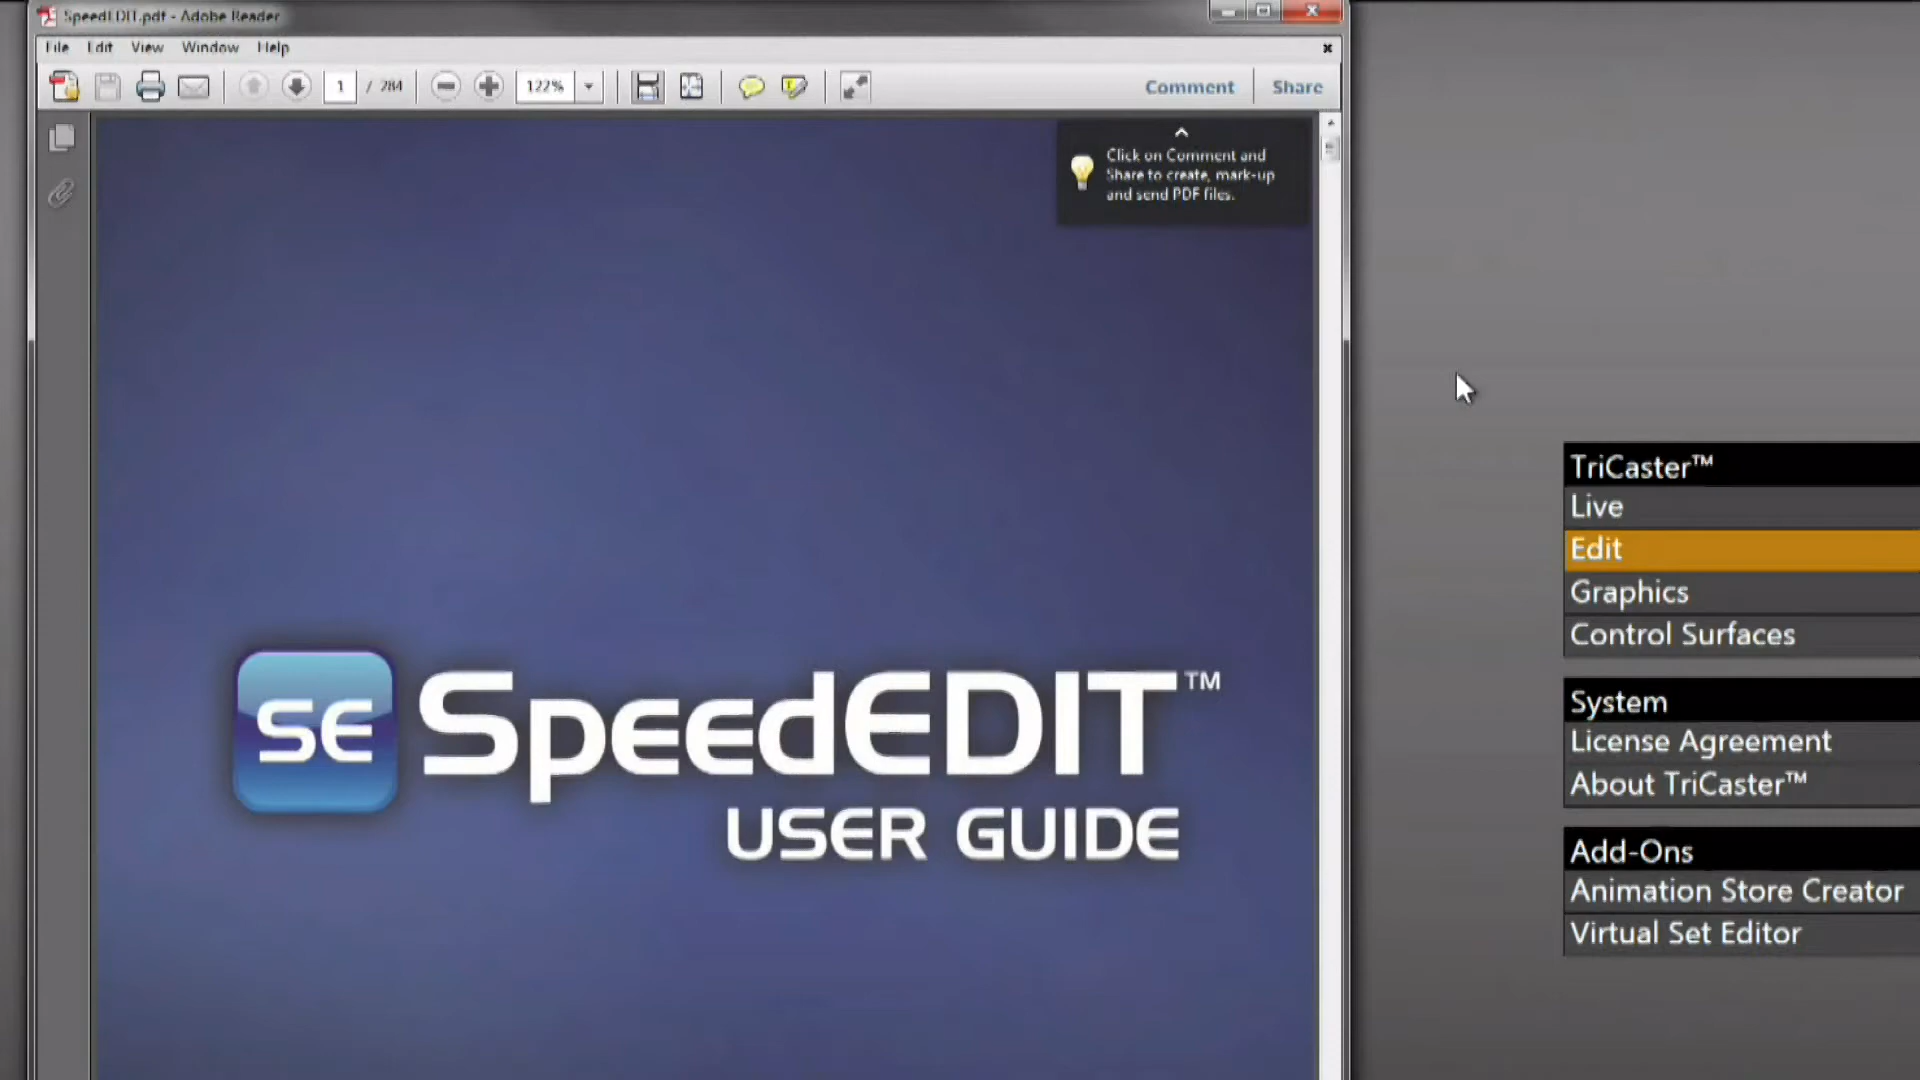 SpeedEDIT.pdf - Adobe Reader
File Edit View Window Help
1 / 284 122% Comment Share
Click on Comment and
Share to create, mark-up
and send PDF files.
SE SpeedEDIT™
USER GUIDE
TriCaster™
Live
Edit
Graphics
Control Surfaces
System
License Agreement
About TriCaster™
Add-Ons
Animation Store Creator
Virtual Set Editor